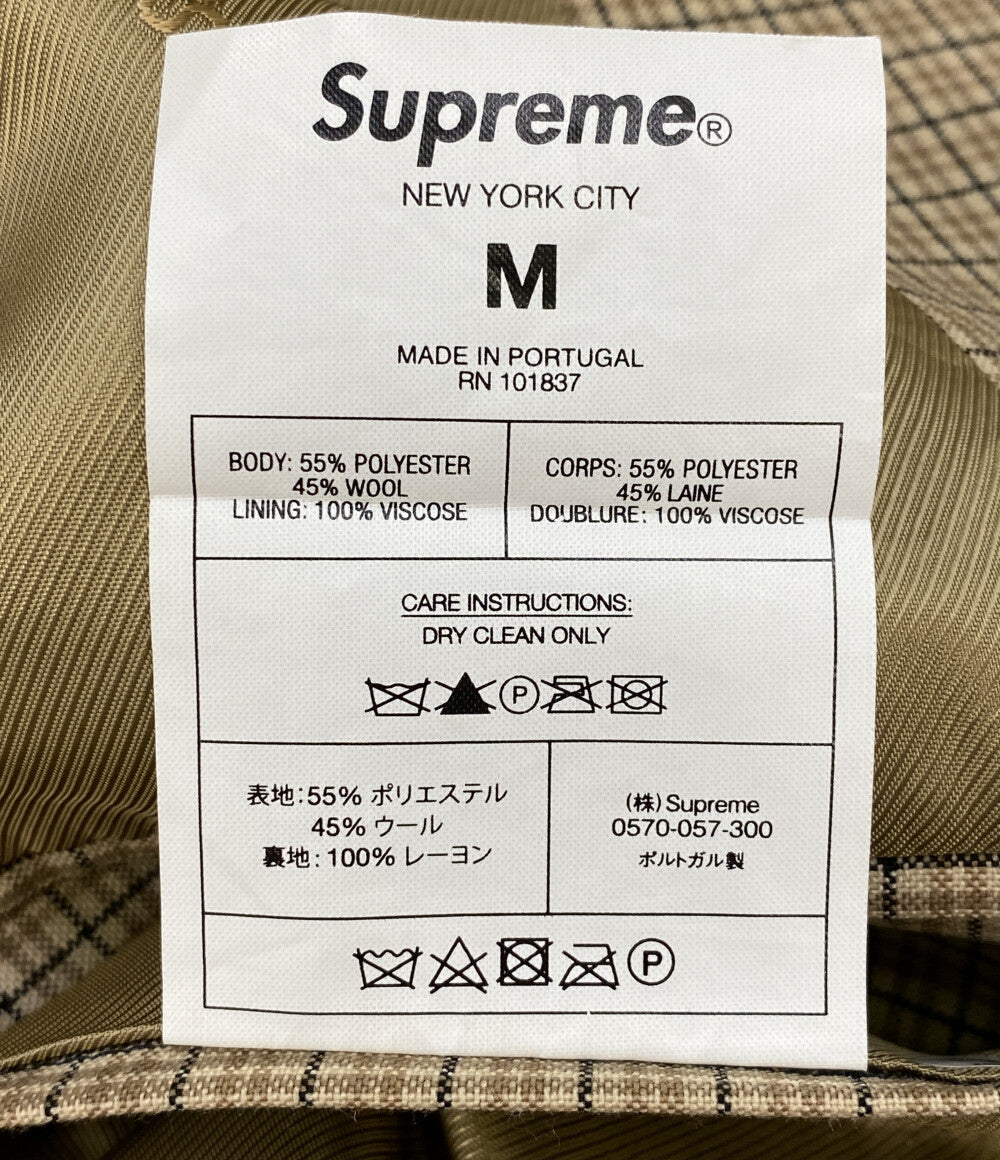 Supreme®
NEW YORK CITY
M
MADE IN PORTUGAL
RN 101837
BODY: 55% POLYESTER
45% WOOL
LINING: 100% VISCOSE
CORPS: 55% POLYESTER
45% LAINE
DOUBLURE: 100% VISCOSE
CARE INSTRUCTIONS:
DRY CLEAN ONLY
P
表地:55% ポリエステル
45% ウール
裏地:100% レーヨン
(株)Supreme
0570-057-300
ポルトガル製
P